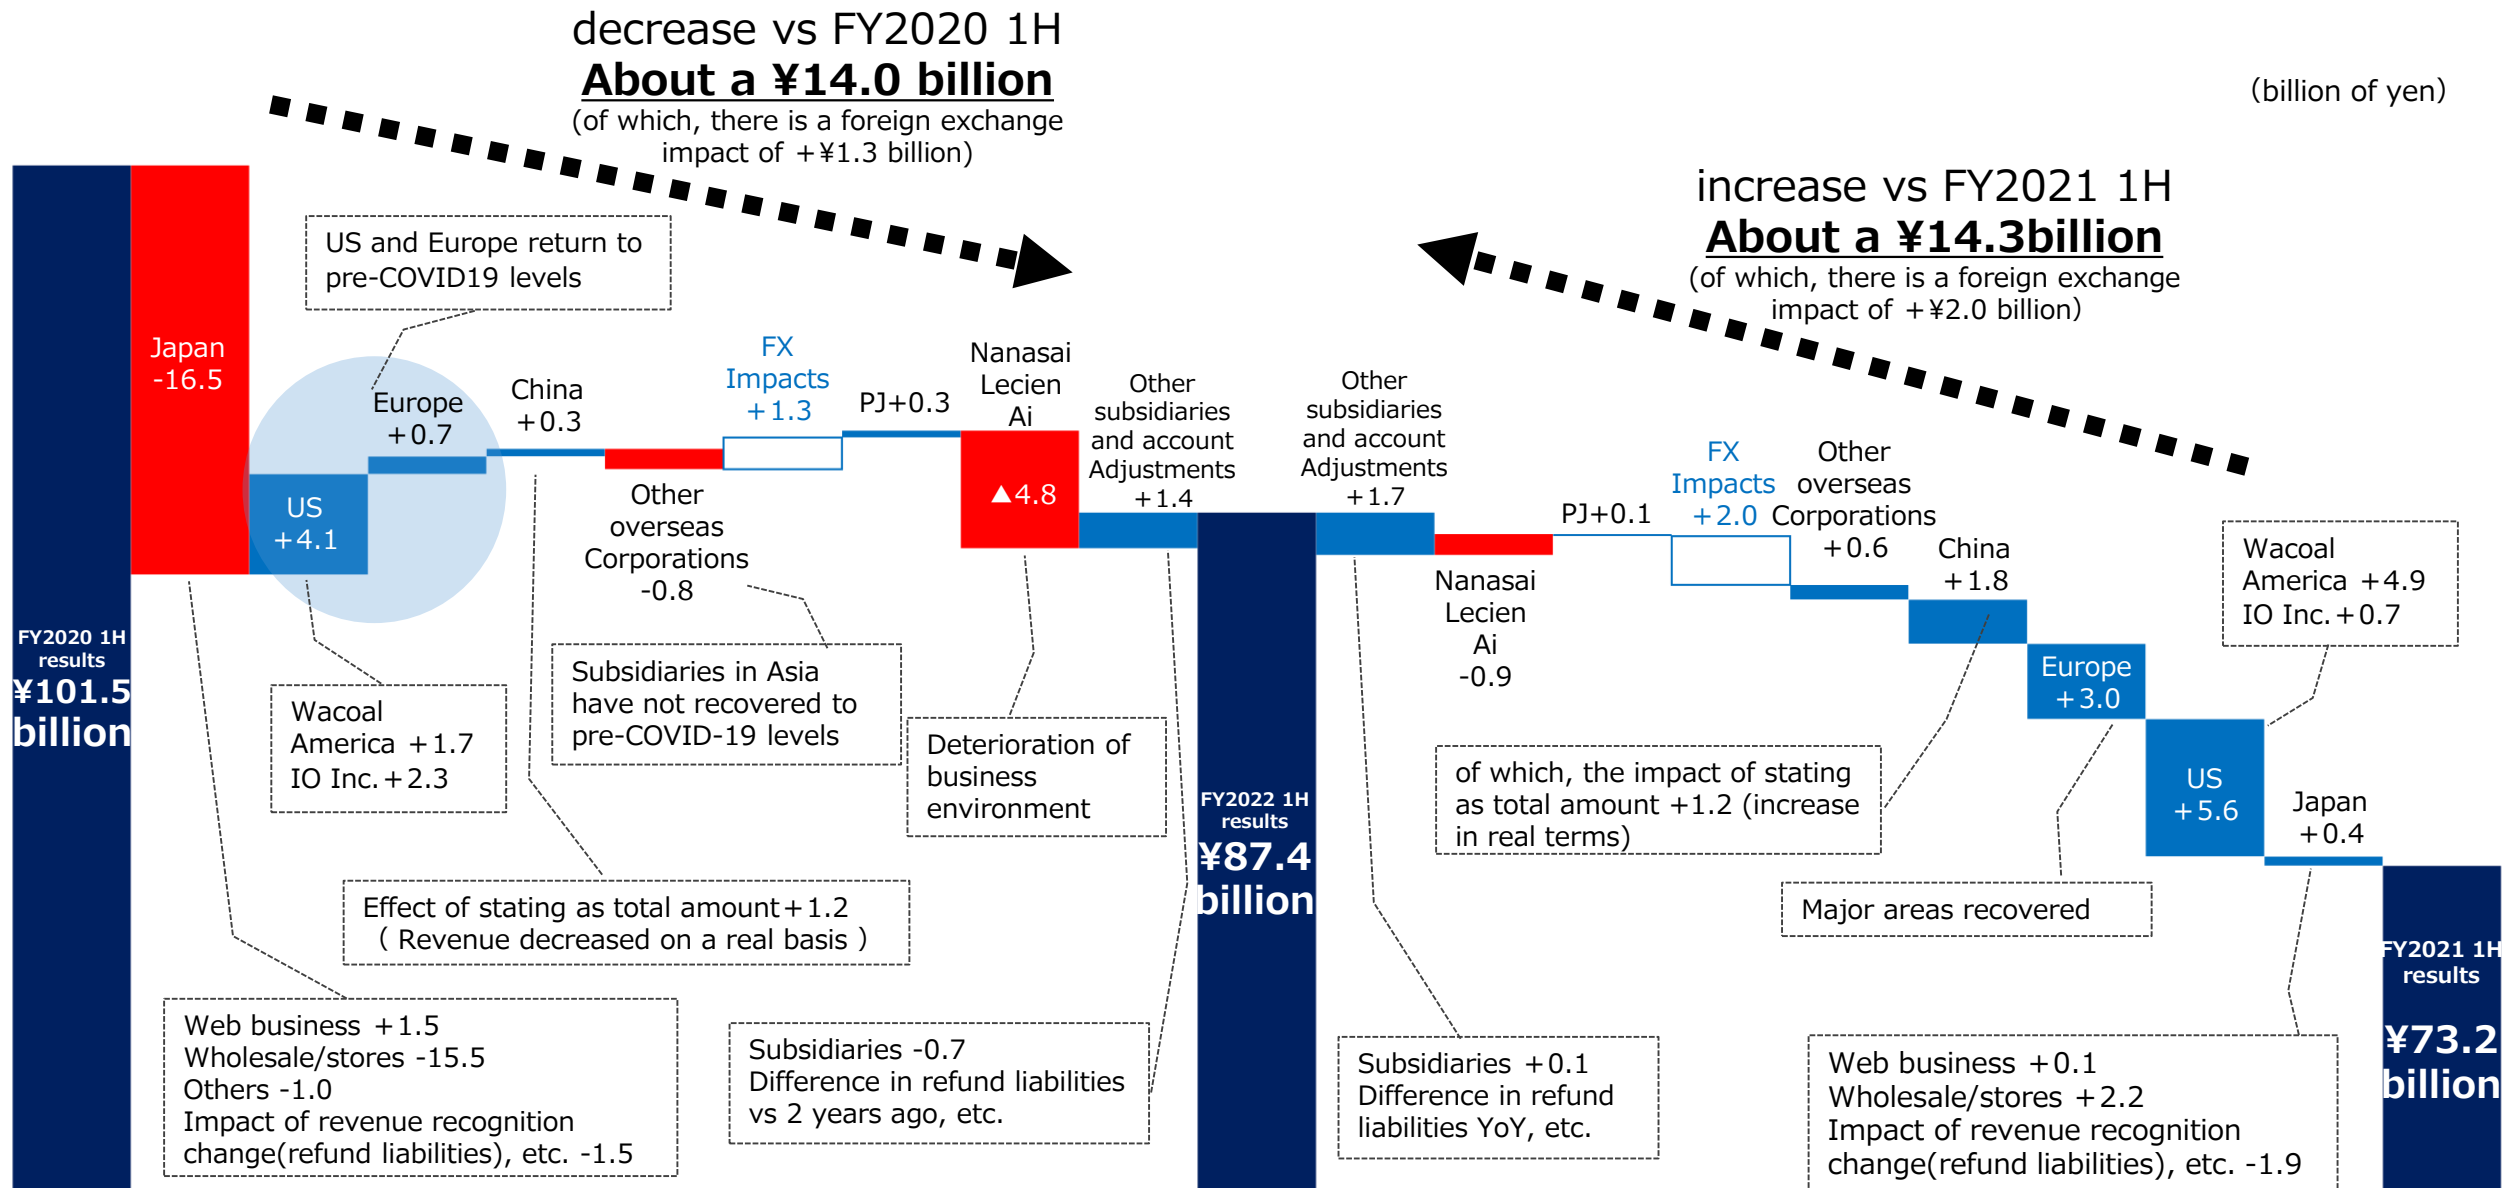 decrease vs FY2020 1H
About a ¥14.0 billion
(of which, there is a foreign exchange
impact of +¥1.3 billion)
(billion of yen)
increase vs FY2021 1H
About a ¥14.3billion
(of which, there is a foreign exchange
impact of +¥2.0 billion)
US and Europe return to
pre-COVID19 levels
FY2020 1H
results
¥101.5
billion
Japan
-16.5
US
+4.1
Europe
+0.7
China
+0.3
Other
overseas
Corporations
-0.8
FX
Impacts
+1.3
PJ+0.3
Nanasai
Lecien
Ai
▲4.8
Other
subsidiaries
and account
Adjustments
+1.4
FY2022 1H
results
¥87.4
billion
Other
subsidiaries
and account
Adjustments
+1.7
Nanasai
Lecien
Ai
-0.9
PJ+0.1
FX
Impacts
+2.0
Other
overseas
Corporations
+0.6
China
+1.8
Europe
+3.0
US
+5.6
Japan
+0.4
FY2021 1H
results
¥73.2
billion
Wacoal
America +4.9
IO Inc.+0.7
Wacoal
America +1.7
IO Inc.+2.3
Subsidiaries in Asia
have not recovered to
pre-COVID-19 levels
Deterioration of
business
environment
of which, the impact of stating
as total amount +1.2 (increase
in real terms)
Effect of stating as total amount+1.2
( Revenue decreased on a real basis )
Major areas recovered
Web business +1.5
Wholesale/stores -15.5
Others -1.0
Impact of revenue recognition
change(refund liabilities), etc. -1.5
Subsidiaries -0.7
Difference in refund liabilities
vs 2 years ago, etc.
Subsidiaries +0.1
Difference in refund
liabilities YoY, etc.
Web business +0.1
Wholesale/stores +2.2
Impact of revenue recognition
change(refund liabilities), etc. -1.9